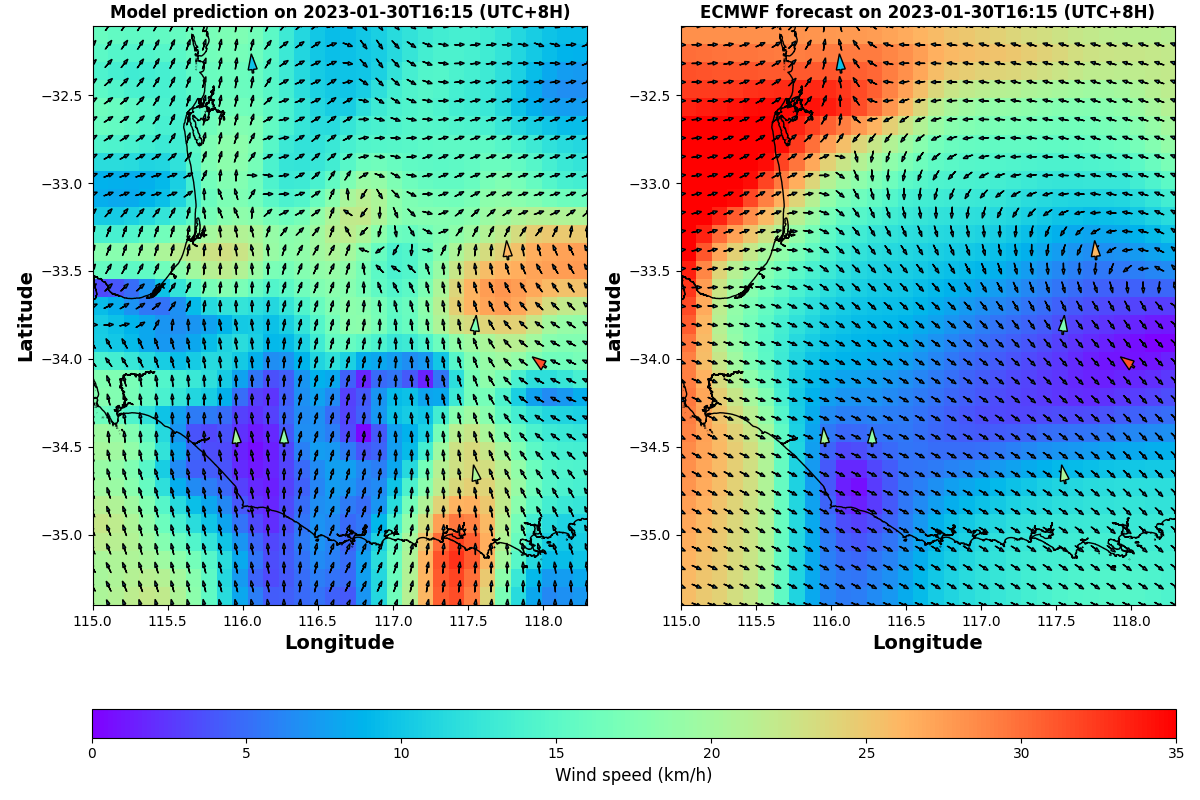 Model prediction on 2023-01-30T16:15 (UTC+8H)
ECMWF forecast on 2023-01-30T16:15 (UTC+8H)
Latitude
−32.5
−33.0
−33.5
−34.0
−34.5
−35.0
115.0 115.5 116.0 116.5 117.0 117.5 118.0
Longitude
Latitude
−32.5
−33.0
−33.5
−34.0
−34.5
−35.0
115.0 115.5 116.0 116.5 117.0 117.5 118.0
Longitude
0 5 10 15 20 25 30 35
Wind speed (km/h)